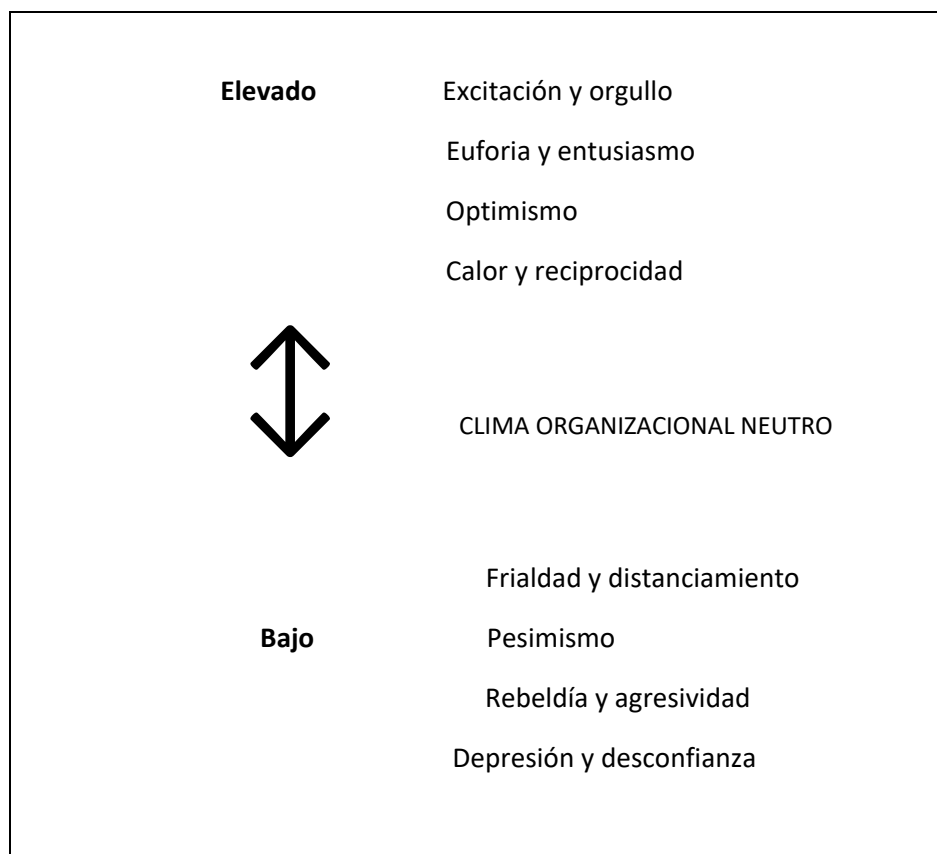 Elevado Excitación y orgullo
Euforia y entusiasmo
Optimismo
Calor y reciprocidad
CLIMA ORGANIZACIONAL NEUTRO
Frialdad y distanciamiento
Bajo Pesimismo
Rebeldía y agresividad
Depresión y desconfianza